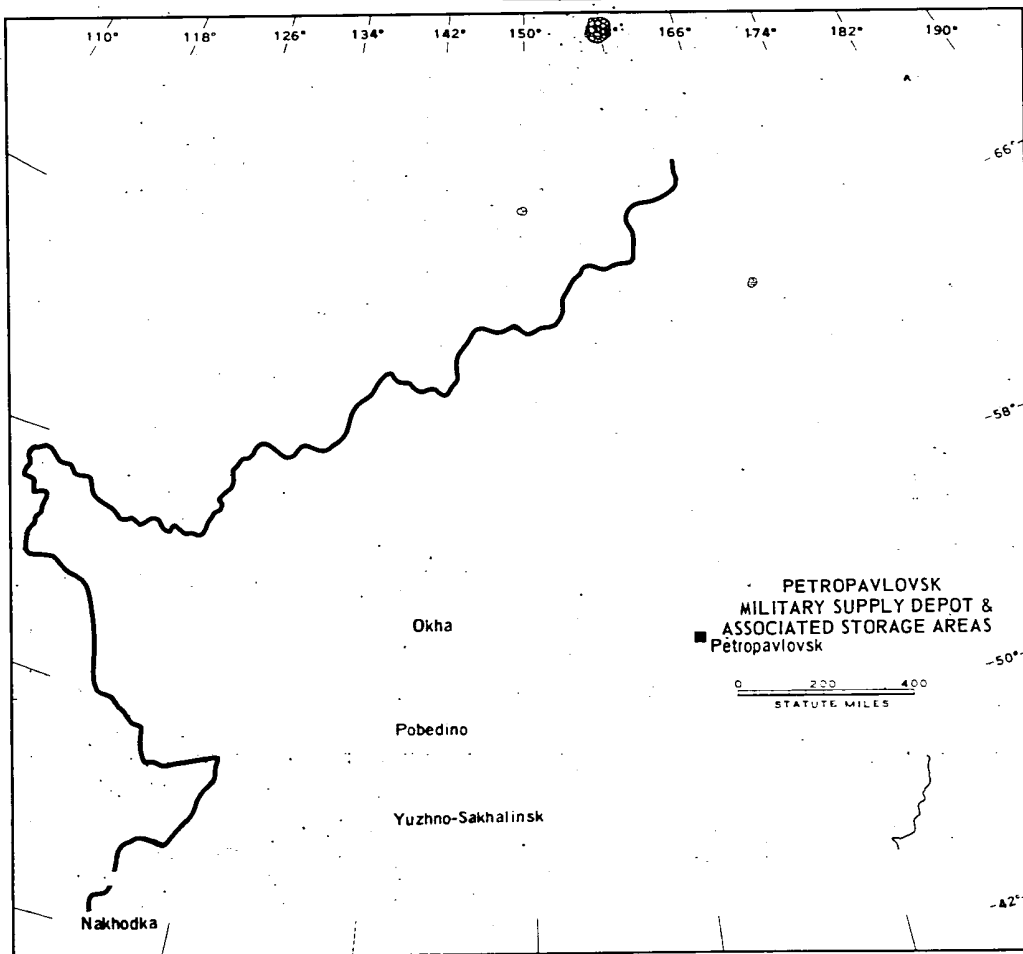 110° 118° 126° 134° 142° 150° 166° 174° 182° 190°
66°
58°
PETROPAVLOVSK
MILITARY SUPPLY DEPOT &
ASSOCIATED STORAGE AREAS
Okha
Petropavlovsk
50°
0 200 400
STATUTE MILES
Pobedino
Yuzhno-Sakhalinsk
42°
Nakhodka